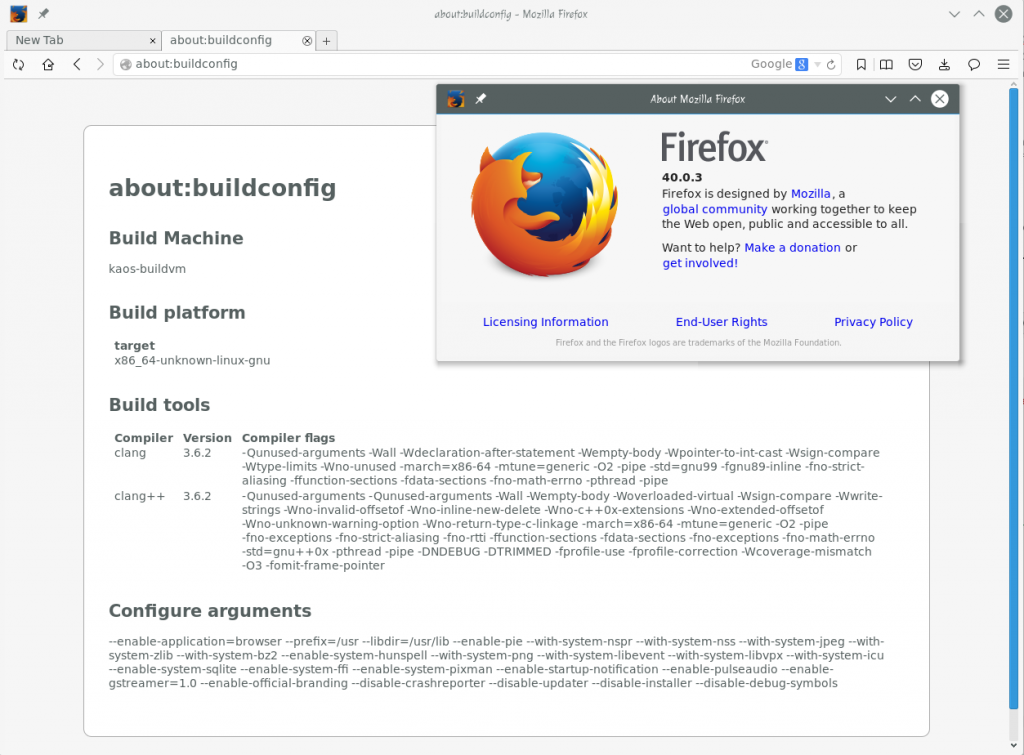 about:buildconfig - Mozilla Firefox
New Tab
about:buildconfig
about:buildconfig
Google
8
About Mozilla Firefox
Firefox
40.0.3
Firefox is designed by Mozilla, a
global community working together to keep
the Web open, public and accessible to all.
Want to help? Make a donation or
get involved!
Licensing Information End-User Rights Privacy Policy
Firefox and the Firefox logos are trademarks of the Mozilla Foundation.
about:buildconfig
Build Machine
kaos-buildvm
Build platform
target
x86_64-unknown-linux-gnu
Build tools
Compiler Version Compiler flags
clang 3.6.2 -Qunused-arguments -Wall -Wdeclaration-after-statement -Wempty-body -Wpointer-to-int-cast -Wsign-compare
-Wtype-limits -Wno-unused -march=x86-64 -mtune=generic -O2 -pipe -std=gnu99 -fgnu89-inline -fno-strict-
aliasing -ffunction-sections -fdata-sections -fno-math-errno -pthread -pipe
clang++ 3.6.2 -Qunused-arguments -Qunused-arguments -Wall -Wempty-body -Woverloaded-virtual -Wsign-compare -Wwrite-
strings -Wno-invalid-offsetof -Wno-inline-new-delete -Wno-c++0x-extensions -Wno-extended-offsetof
-Wno-unknown-warning-option -Wno-return-type-c-linkage -march=x86-64 -mtune=generic -O2 -pipe
-fno-exceptions -fno-strict-aliasing -fno-rtti -ffunction-sections -fdata-sections -fno-exceptions -fno-math-errno
-std=gnu++0x -pthread -pipe -DNDEBUG -DTRIMMED -fprofile-use -fprofile-correction -Wcoverage-mismatch
-O3 -fomit-frame-pointer
Configure arguments
--enable-application=browser --prefix=/usr --libdir=/usr/lib --enable-pie --with-system-nspr --with-system-nss --with-system-jpeg --with-
system-zlib --with-system-bz2 --enable-system-hunspell --with-system-png --with-system-libevent --with-system-libvpx --with-system-icu
--enable-system-sqlite --enable-system-ffi --enable-system-pixman --enable-startup-notification --enable-pulseaudio --enable-
gstreamer=1.0 --enable-official-branding --disable-crashreporter --disable-updater --disable-installer --disable-debug-symbols